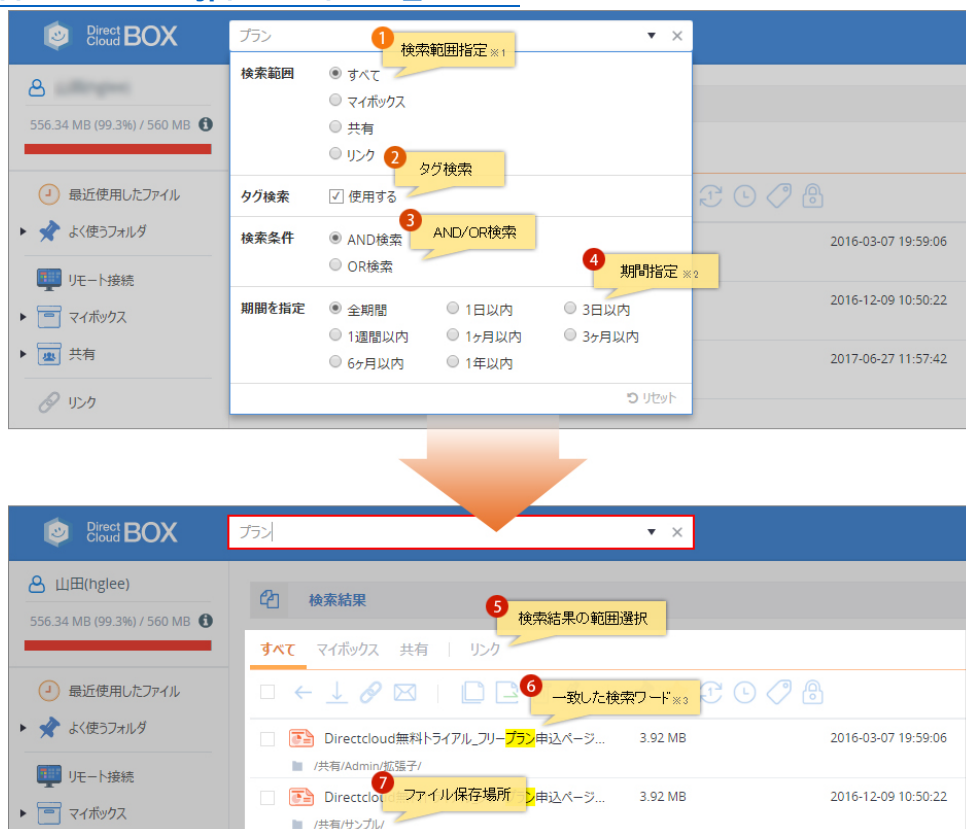 Direct Cloud BOX
プラン
1 検索範囲指定 ※1
検索範囲
すべて
マイボックス
共有
リンク
556.34 MB (99.3%) / 560 MB
2 タグ検索
最近使用したファイル
タグ検索 使用する
よく使うフォルダ
3 AND/OR検索
検索条件
AND検索
OR検索
2016-03-07 19:59:06
4 期間指定 ※2
リモート接続
マイボックス
共有
リンク
期間を指定
全期間 1日以内 3日以内
1週間以内 1ヶ月以内 3ヶ月以内
6ヶ月以内 1年以内
2016-12-09 10:50:22
2017-06-27 11:57:42
リセット
Direct Cloud BOX
プラン
山田(hglee)
556.34 MB (99.3%) / 560 MB
検索結果
5 検索結果の範囲選択
すべて マイボックス 共有 リンク
最近使用したファイル
よく使うフォルダ
リモート接続
マイボックス
6 一致した検索ワード ※3
Directcloud無料トライアル_フリープラン申込ページ... 3.92 MB 2016-03-07 19:59:06
/共有/Admin/拡張子/
7 ファイル保存場所
プラン申込ページ... 3.92 MB 2016-12-09 10:50:22
/共有/サンプル/